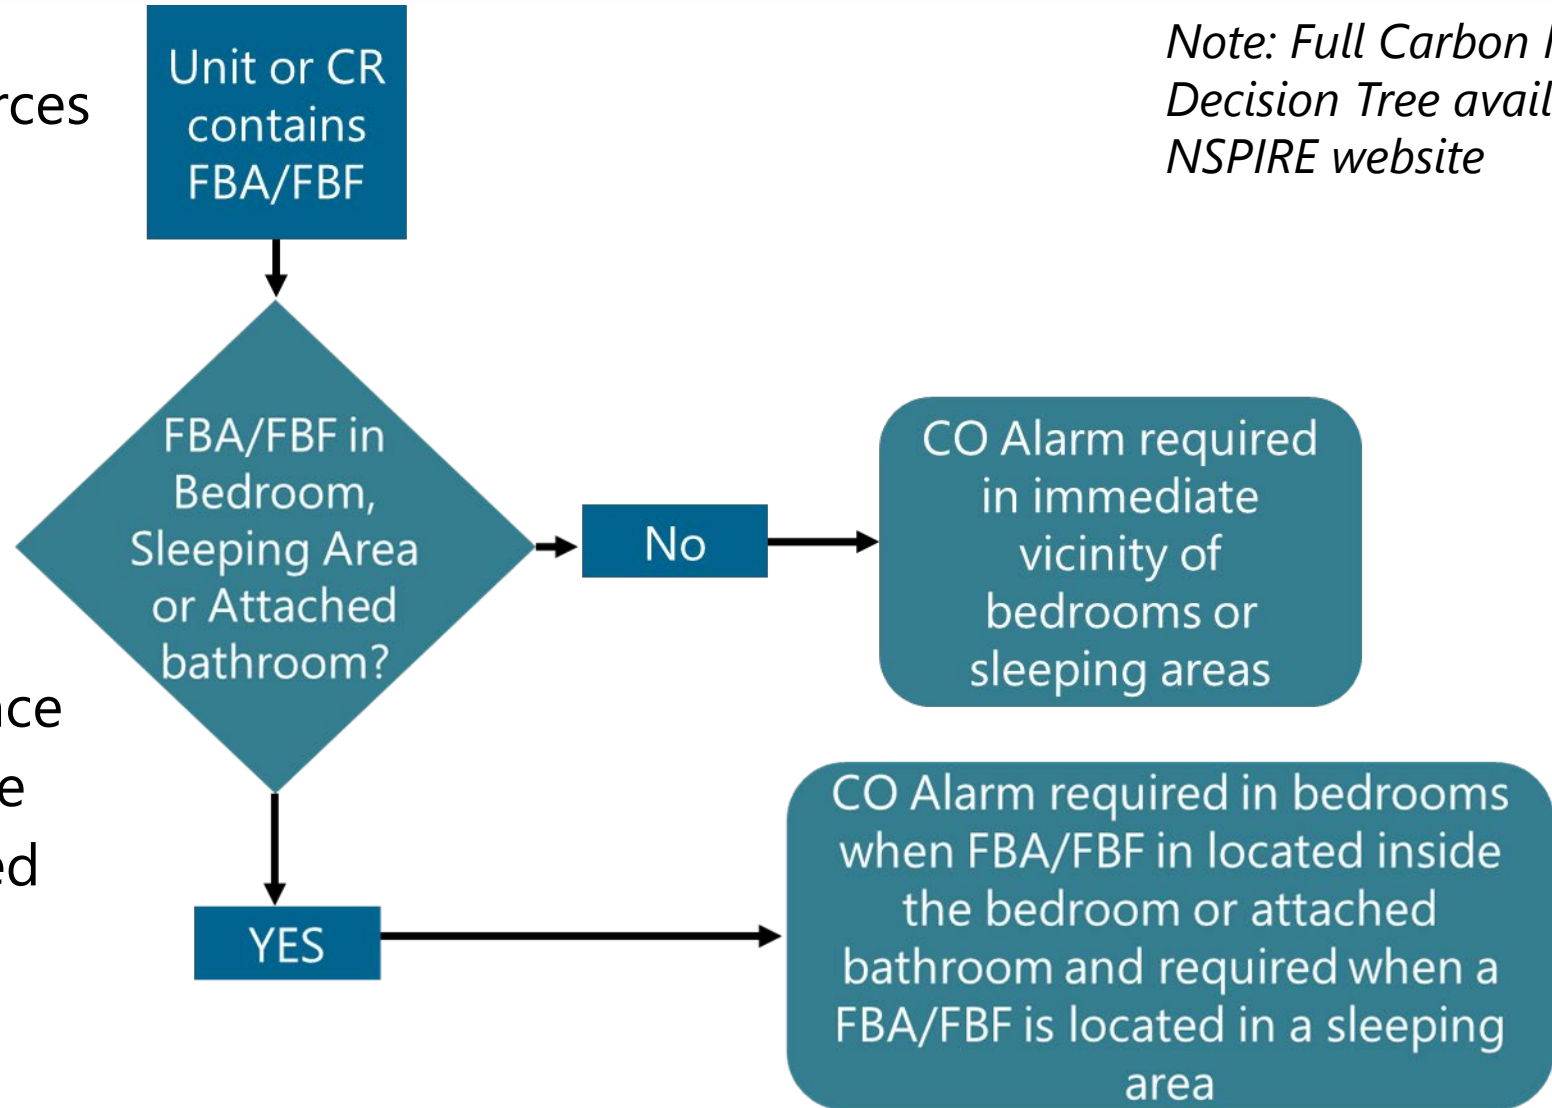 Unit or CR
contains
FBA/FBF
Note: Full Carbon
Decision Tree avail
NSPIRE website
rces
FBA/FBF in
Bedroom,
Sleeping Area
or Attached
bathroom?
No
CO Alarm required
in immediate
vicinity of
bedrooms or
sleeping areas
nce
e
ed
YES
CO Alarm required in bedrooms
when FBA/FBF in located inside
the bedroom or attached
bathroom and required when a
FBA/FBF is located in a sleeping
area